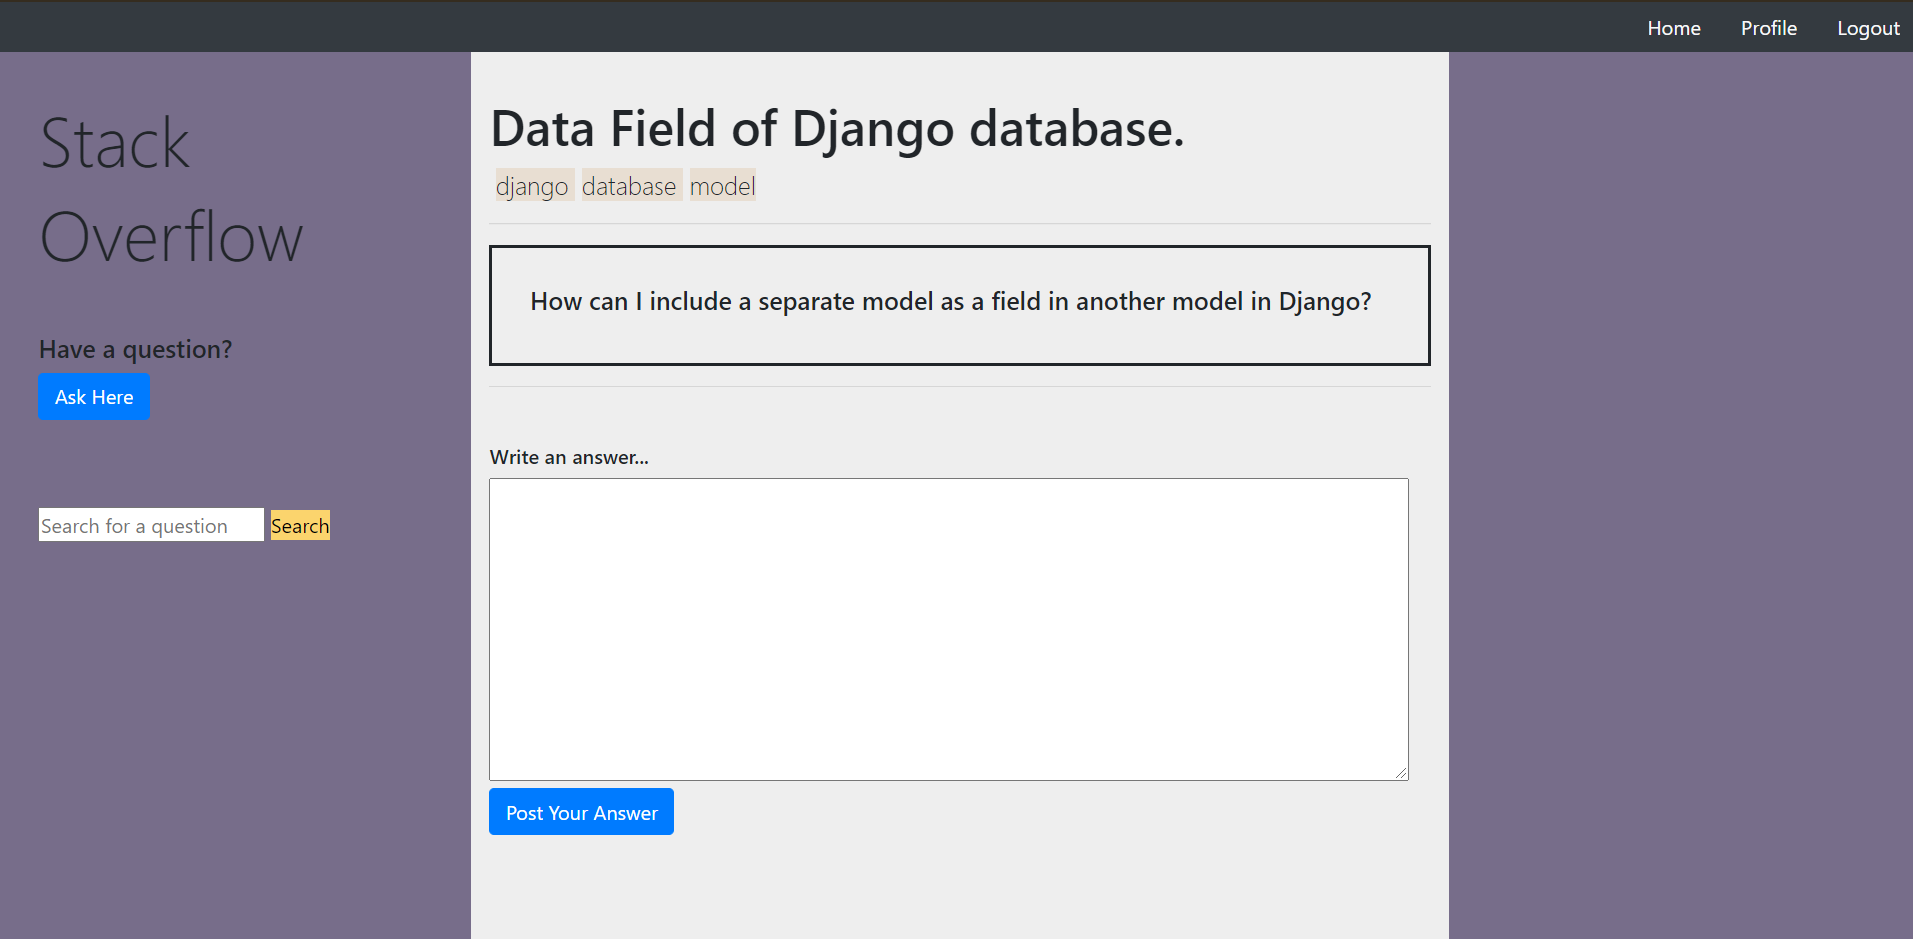 Home Profile Logout
Stack
Overflow
Have a question?
Ask Here
Search for a question Search
Data Field of Django database.
django database model
How can I include a separate model as a field in another model in Django?
Write an answer...
Post Your Answer